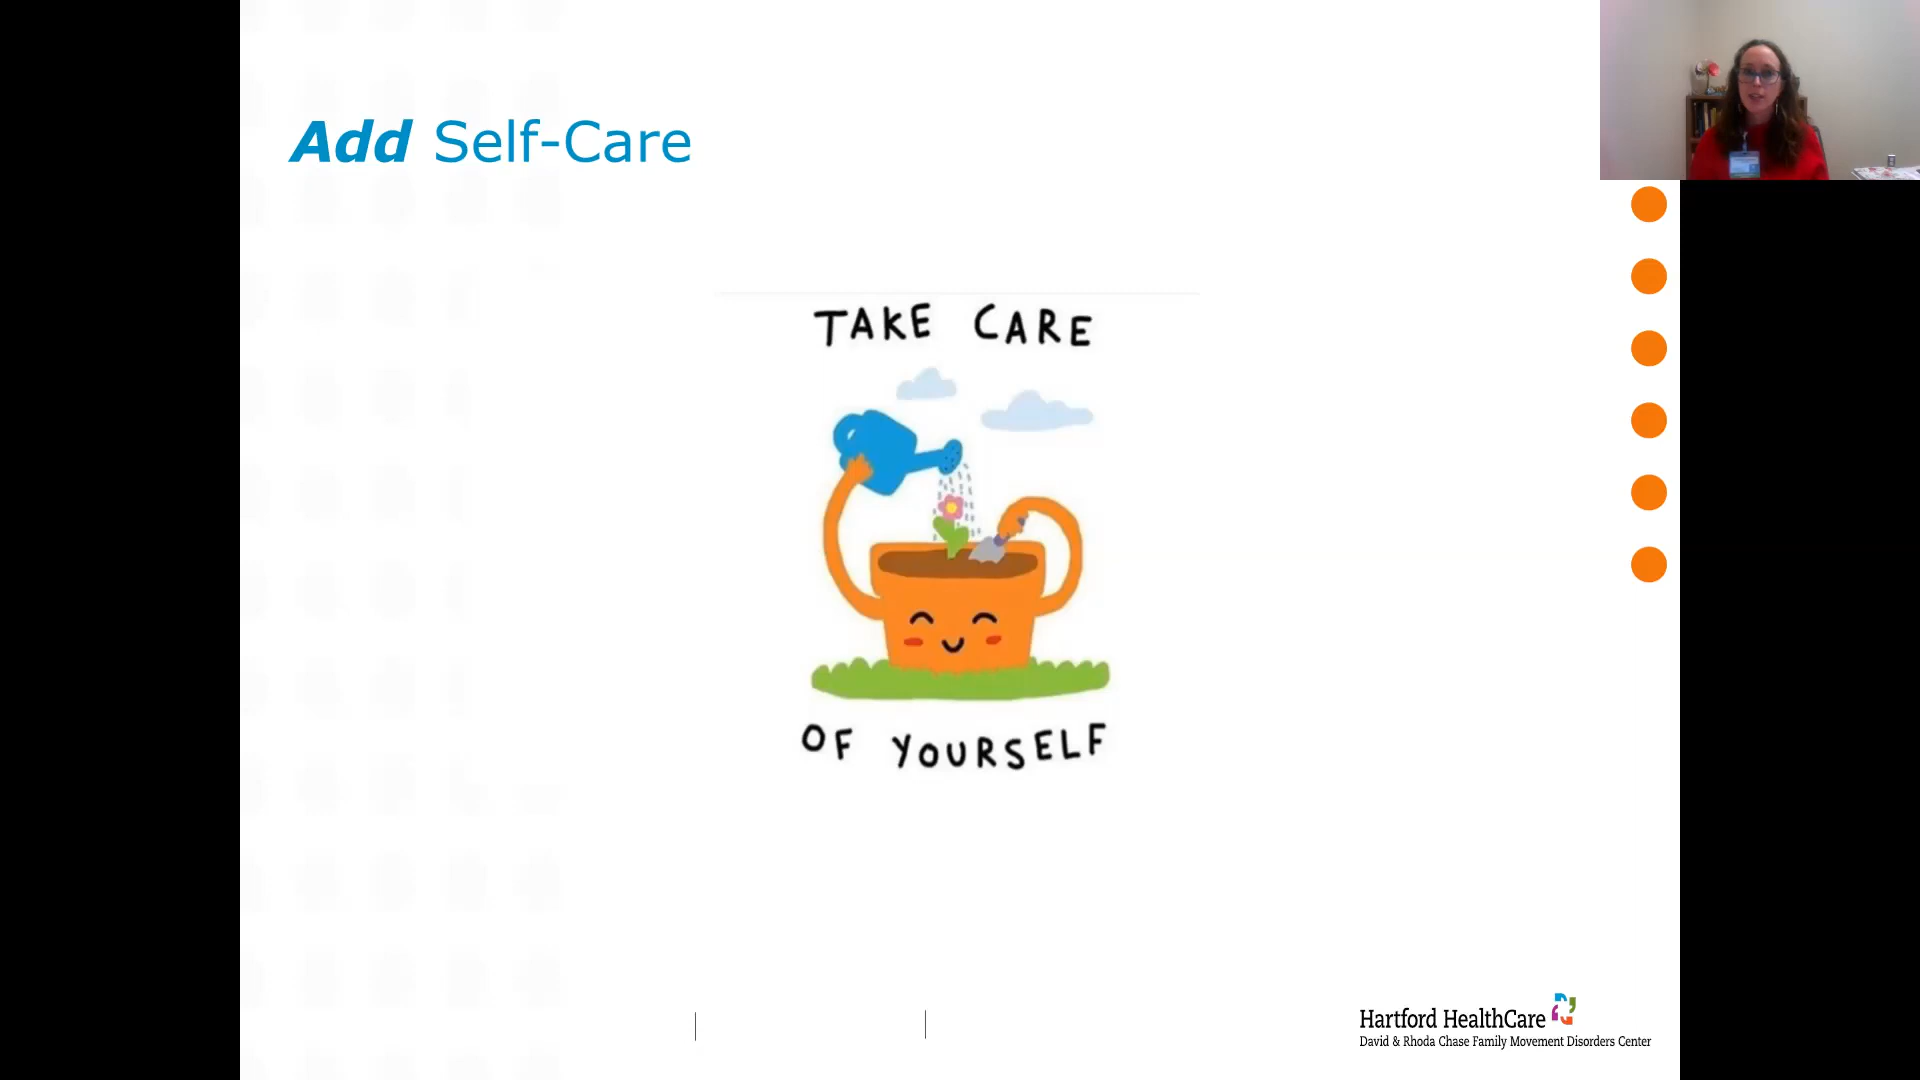 Add Self-Care
TAKE CARE
OF YOURSELF
Hartford HealthCare
David & Rhoda Chase Family Movement Disorders Center